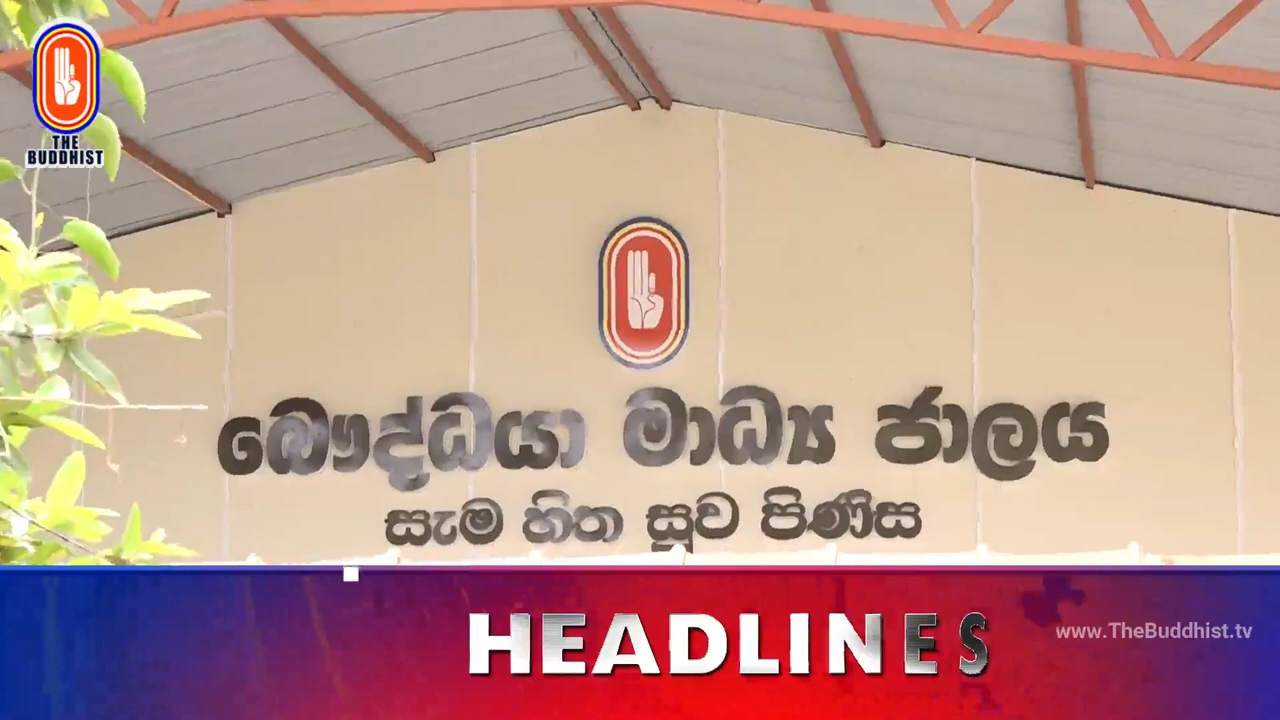 THE
BUDDHIST
බෞද්ධයා මාධ්‍ය ජාලය
සැම හිත සුව පිණිස
HEADLINES
www.TheBuddhist.tv